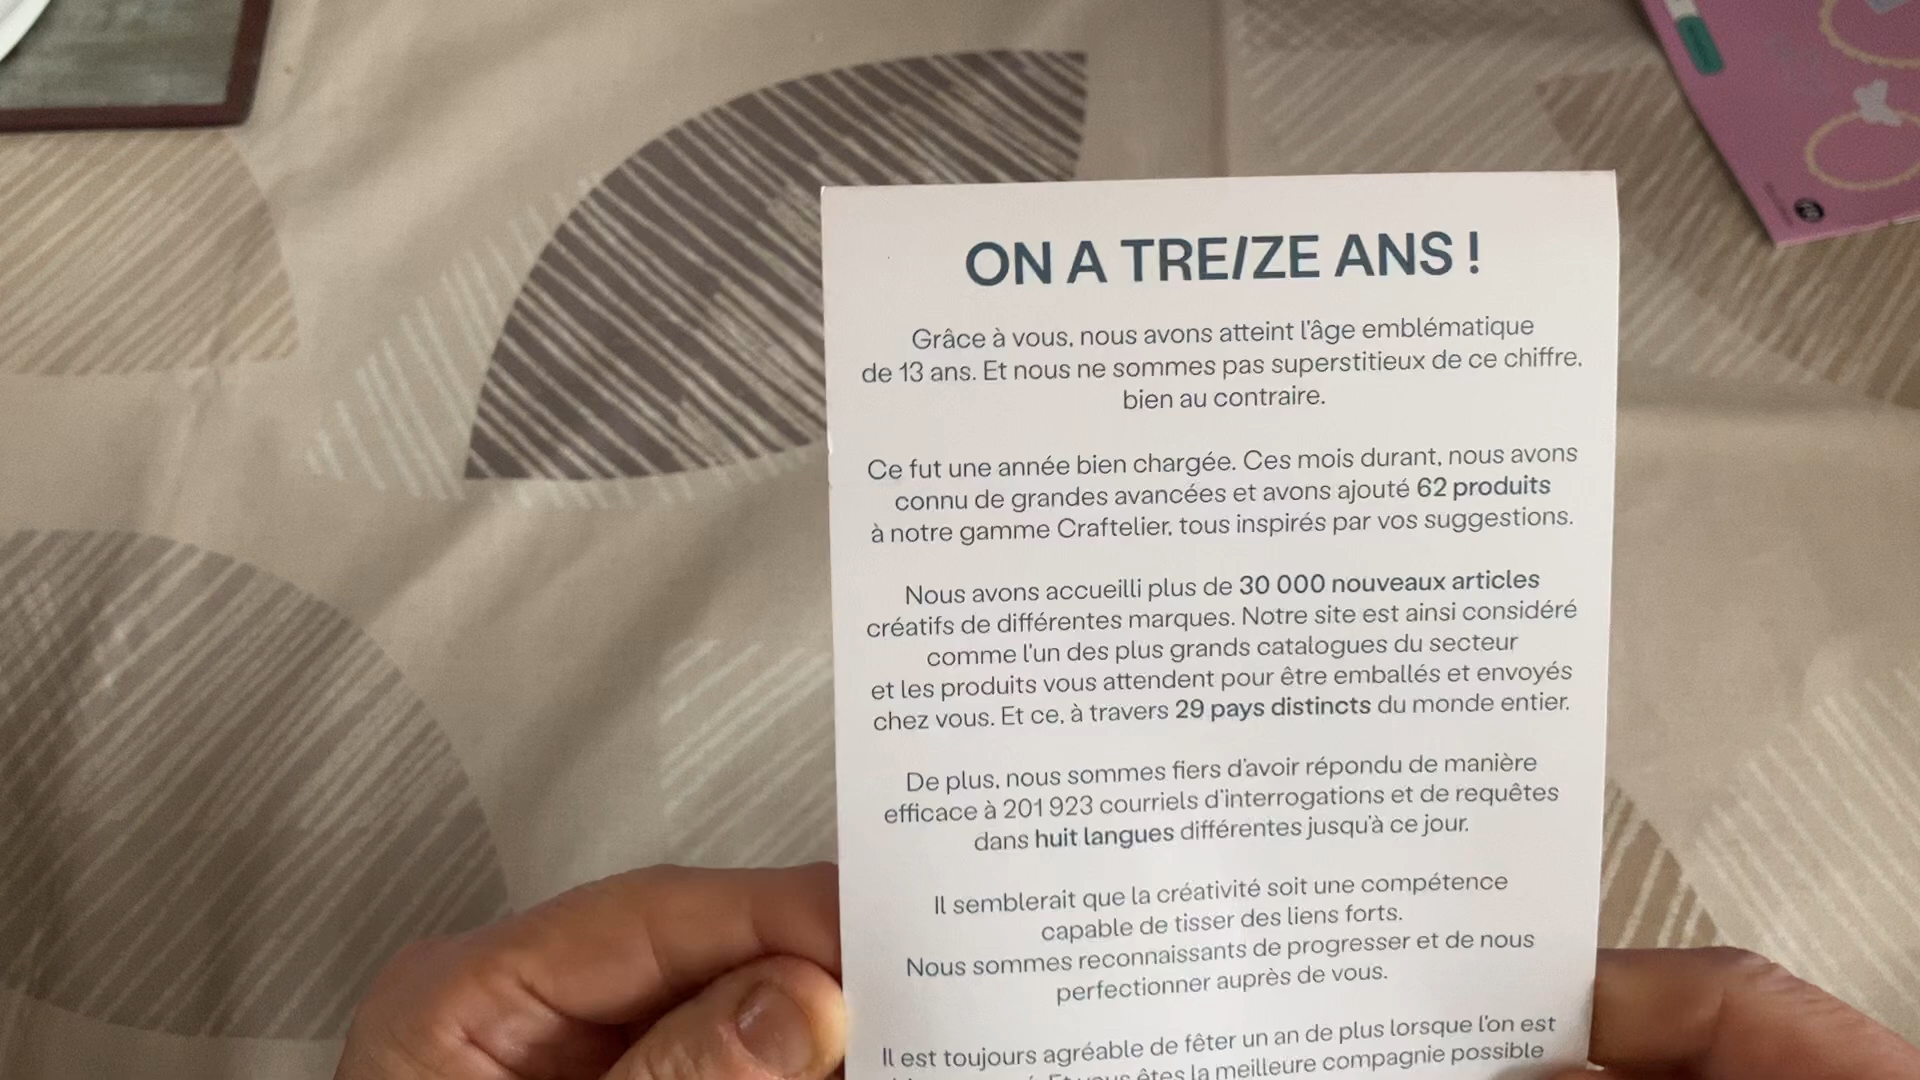 ON A TREIZE ANS !
Grâce à vous, nous avons atteint l'âge emblématique
de 13 ans. Et nous ne sommes pas superstitieux de ce chiffre,
bien au contraire.
Ce fut une année bien chargée. Ces mois durant, nous avons
connu de grandes avancées et avons ajouté 62 produits
à notre gamme Craftelier, tous inspirés par vos suggestions.
Nous avons accueilli plus de 30 000 nouveaux articles
créatifs de différentes marques. Notre site est ainsi considéré
comme l'un des plus grands catalogues du secteur
et les produits vous attendent pour être emballés et envoyés
chez vous. Et ce, à travers 29 pays distincts du monde entier.
De plus, nous sommes fiers d'avoir répondu de manière
efficace à 201 923 courriels d'interrogations et de requêtes
dans huit langues différentes jusqu'à ce jour.
Il semblerait que la créativité soit une compétence
capable de tisser des liens forts.
Nous sommes reconnaissants de progresser et de nous
perfectionner auprès de vous.
Il est toujours agréable de fêter un an de plus lorsque l'on est
êtes la meilleure compagnie possible